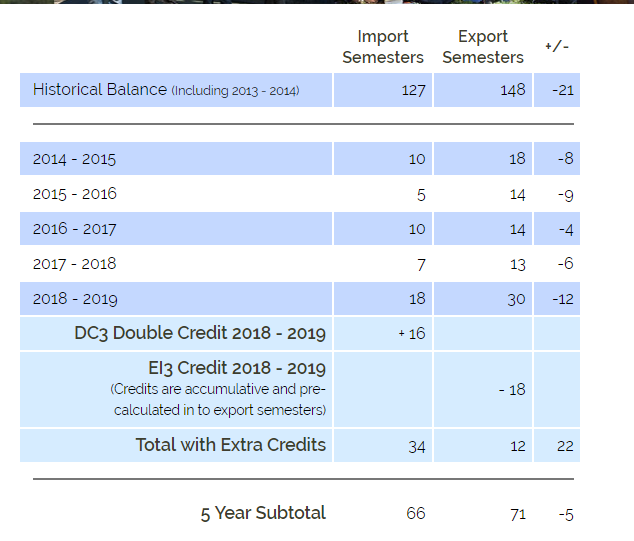 Import Semesters Export Semesters +/-
Historical Balance (Including 2013 - 2014) 127 148 -21
2014 - 2015 10 18 -8
2015 - 2016 5 14 -9
2016 - 2017 10 14 -4
2017 - 2018 7 13 -6
2018 - 2019 18 30 -12
DC3 Double Credit 2018 - 2019 + 16
EI3 Credit 2018 - 2019
(Credits are accumulative and pre-
calculated in to export semesters) - 18
Total with Extra Credits 34 12 22
5 Year Subtotal 66 71 -5